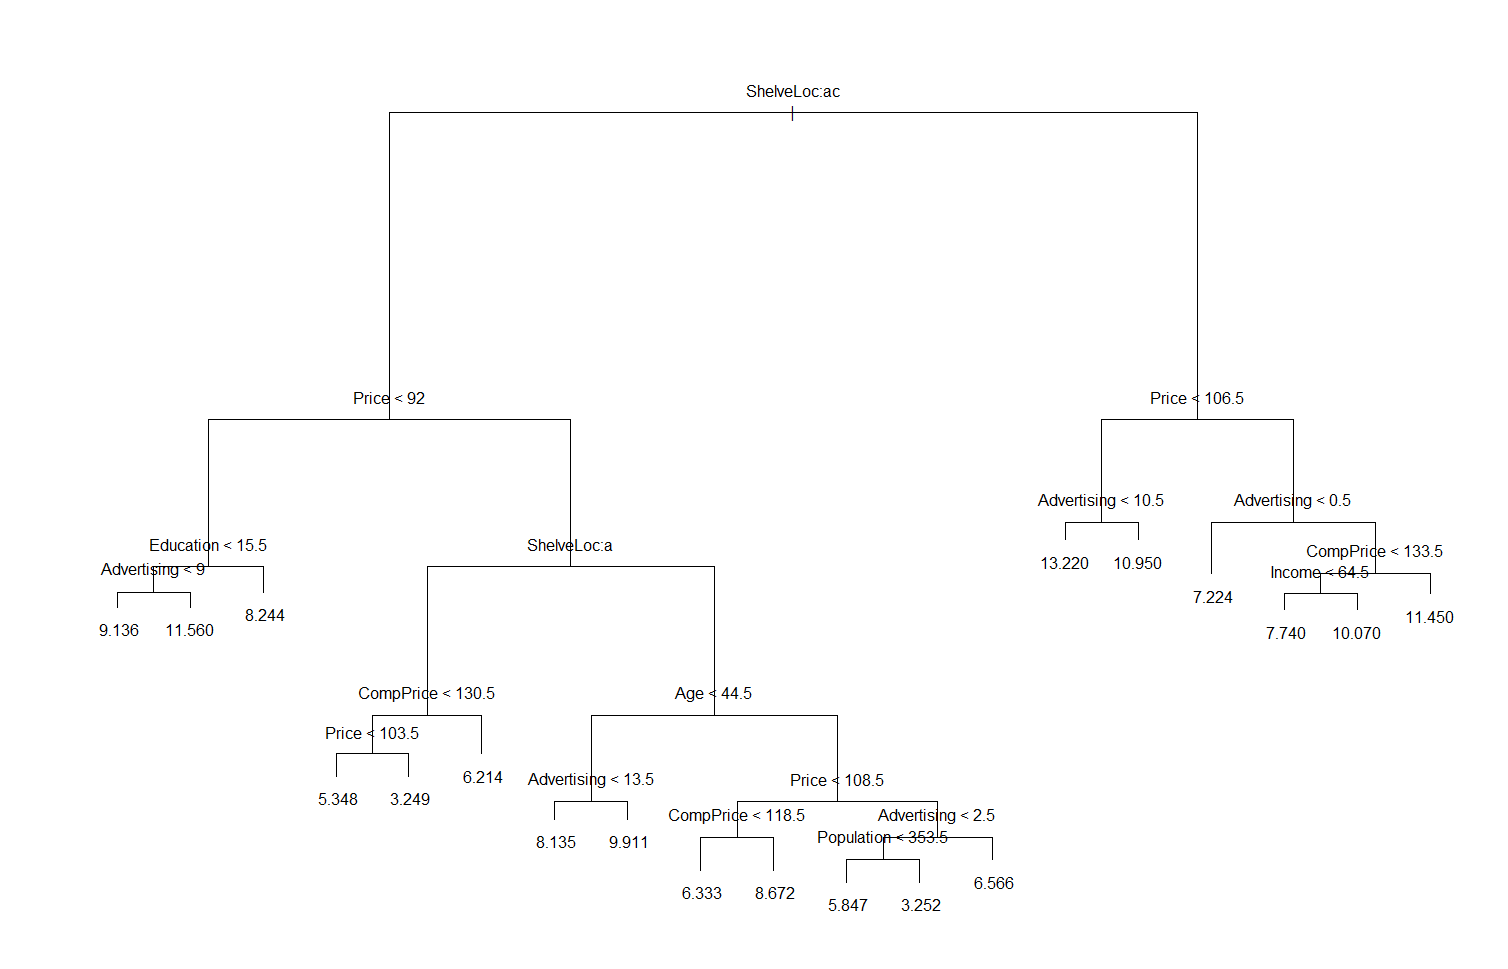 ShelveLoc:ac
Price < 92
Price < 106.5
Advertising < 10.5
Advertising < 0.5
Education < 15.5
ShelveLoc:a
CompPrice < 133.5
Advertising < 9
Income < 64.5
13.220
10.950
7.224
8.244
11.450
9.136
11.560
7.740
10.070
CompPrice < 130.5
Age < 44.5
Price < 103.5
6.214
Advertising < 13.5
Price < 108.5
5.348
3.249
CompPrice < 118.5
Advertising < 2.5
Population < 353.5
8.135
9.911
6.566
6.333
8.672
5.847
3.252